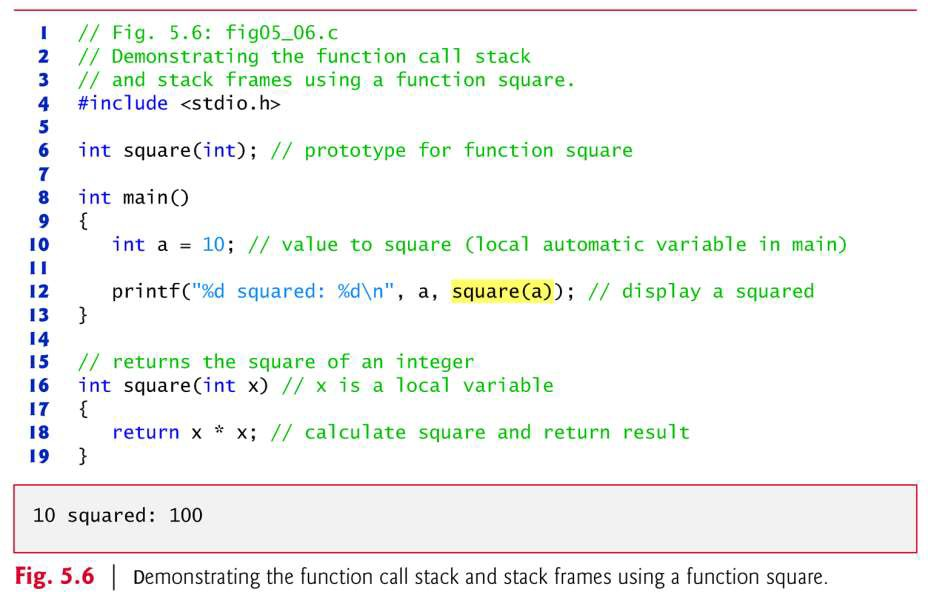 1 // Fig. 5.6: fig05_06.c
2 // Demonstrating the function call stack
3 // and stack frames using a function square.
4 #include <stdio.h>
5
6 int square(int); // prototype for function square
7
8 int main()
9 {
10    int a = 10; // value to square (local automatic variable in main)
11
12    printf("%d squared: %d\n", a, square(a)); // display a squared
13 }
14
15 // returns the square of an integer
16 int square(int x) // x is a local variable
17 {
18    return x * x; // calculate square and return result
19 }
10 squared: 100
Fig. 5.6 | Demonstrating the function call stack and stack frames using a function square.